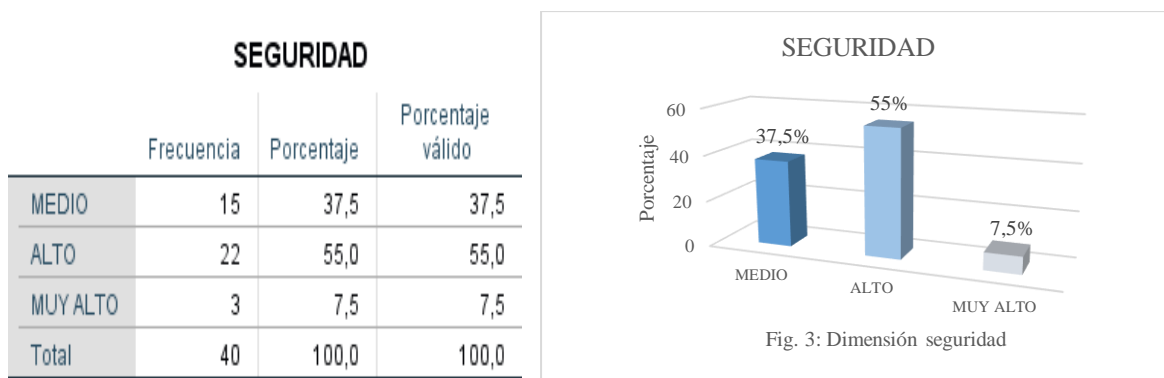 SEGURIDAD
Frecuencia Porcentaje Porcentaje válido
MEDIO 15 37,5 37,5
ALTO 22 55,0 55,0
MUY ALTO 3 7,5 7,5
Total 40 100,0 100,0
SEGURIDAD
Porcentaje
60
40
20
0
37,5%
55%
7,5%
MEDIO
ALTO
MUY ALTO
Fig. 3: Dimensión seguridad